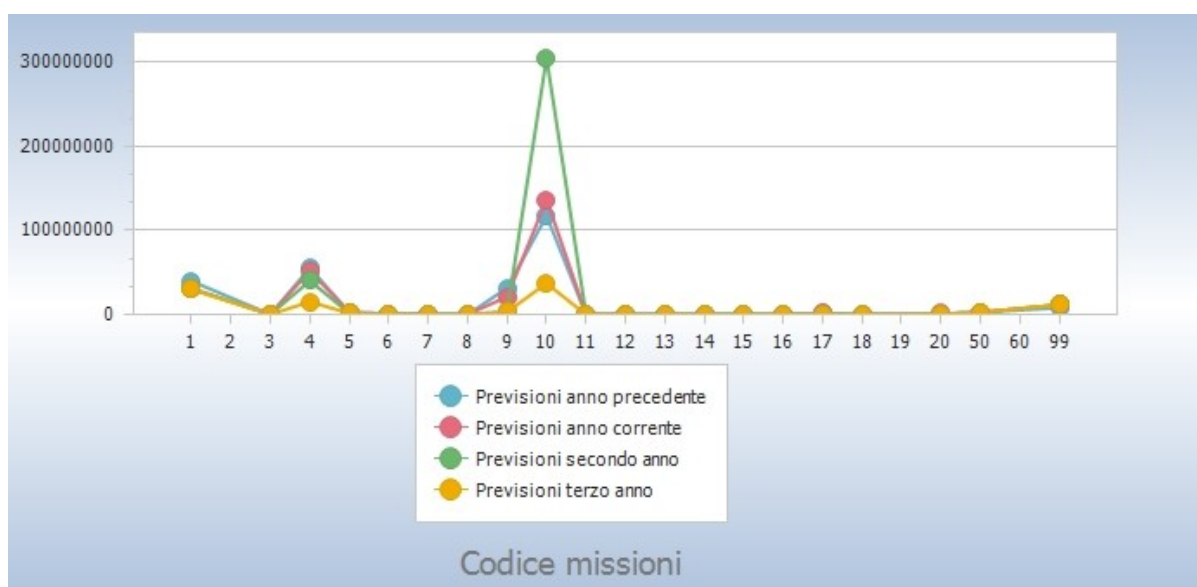 300000000
200000000
100000000
0
1 2 3 4 5 6 7 8 9 10 11 12 13 14 15 16 17 18 19 20 50 60 99
Previsioni anno precedente
Previsioni anno corrente
Previsioni secondo anno
Previsioni terzo anno
Codice missioni